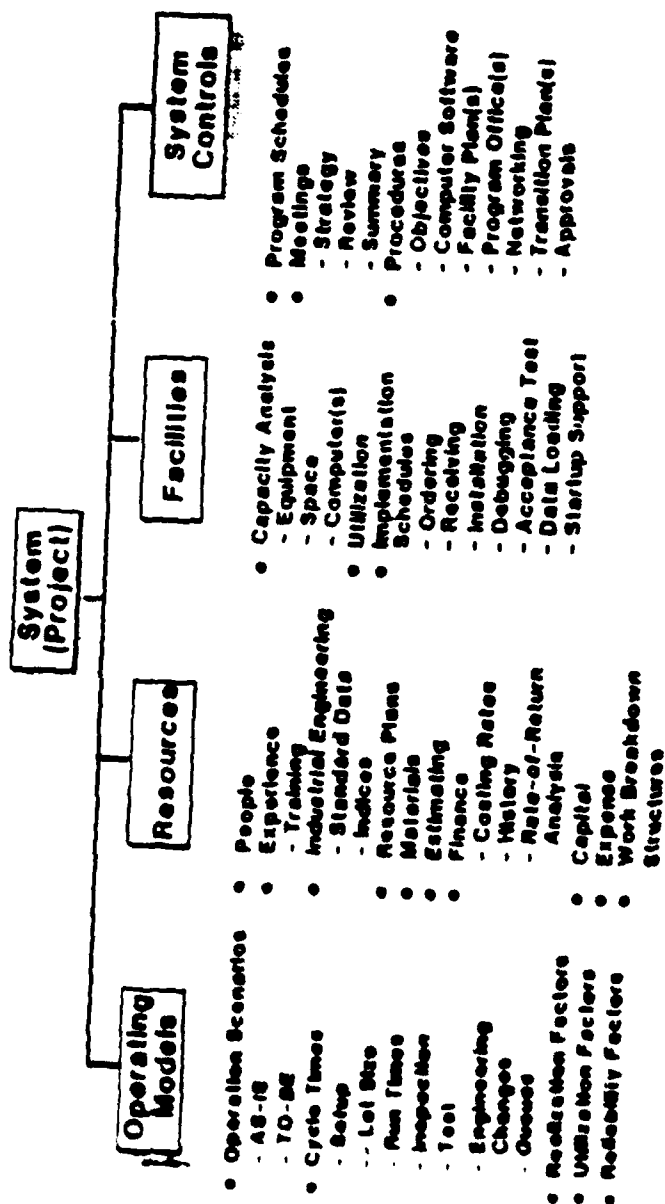 System
(Project)
Operating
Models
• Operation Scenarios
- AS-IS
- TO-BE
• Cycle Times
- Setup
- Lot Size
- Run Times
- Inspection
- Test
- Engineering
Changes
- Queues
• Realization Factors
• Utilization Factors
• Reliability Factors
Resources
• People
• Experience
- Training
• Industrial Engineering
- Standard Data
- Indices
• Resource Plans
• Materials
• Estimating
• Finance
- Costing Rates
- History
- Rate-of-Return
Analysis
• Capital
• Expense
• Work Breakdown
Structures
Facilities
• Capacity Analysis
- Equipment
- Space
- Computer(s)
• Utilization
• Implementation
Schedules
- Ordering
- Receiving
- Installation
- Debugging
- Acceptance Test
- Data Loading
- Startup Support
System
Controls
• Program Schedules
• Meetings
- Strategy
- Review
- Summary
• Procedures
- Objectives
- Computer Software
- Facility Plan(s)
- Program Office(s)
- Networking
- Transition Plan(s)
- Approvals